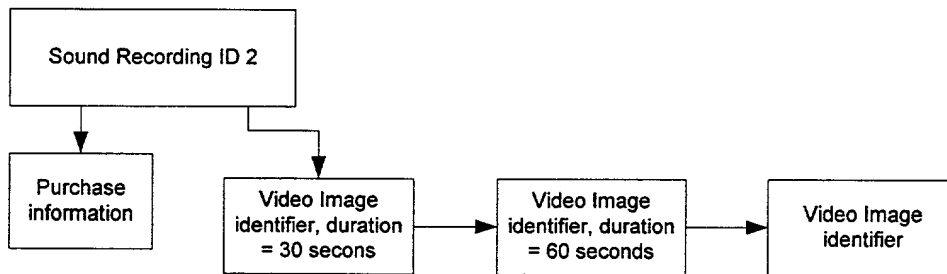 Sound Recording ID 2
Purchase
information
Video Image
identifier, duration
= 30 secons
Video Image
identifier, duration
= 60 seconds
Video Image
identifier